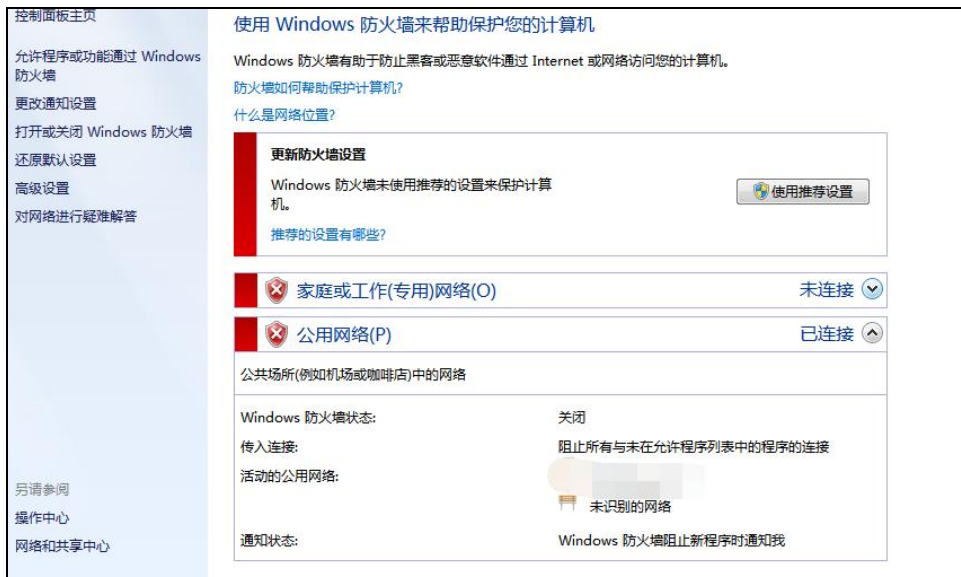 控制面板主页
允许程序或功能通过 Windows
防火墙
更改通知设置
打开或关闭 Windows 防火墙
还原默认设置
高级设置
对网络进行疑难解答
另请参阅
操作中心
网络和共享中心
使用 Windows 防火墙来帮助保护您的计算机
Windows 防火墙有助于防止黑客或恶意软件通过 Internet 或网络访问您的计算机。
防火墙如何帮助保护计算机?
什么是网络位置?
更新防火墙设置
Windows 防火墙未使用推荐的设置来保护计算
机。
使用推荐设置
推荐的设置有哪些?
家庭或工作(专用)网络(O) 未连接
公用网络(P) 已连接
公共场所(例如机场或咖啡店)中的网络
Windows 防火墙状态: 关闭
传入连接: 阻止所有与未在允许程序列表中的程序的连接
活动的公用网络:
未识别的网络
通知状态: Windows 防火墙阻止新程序时通知我